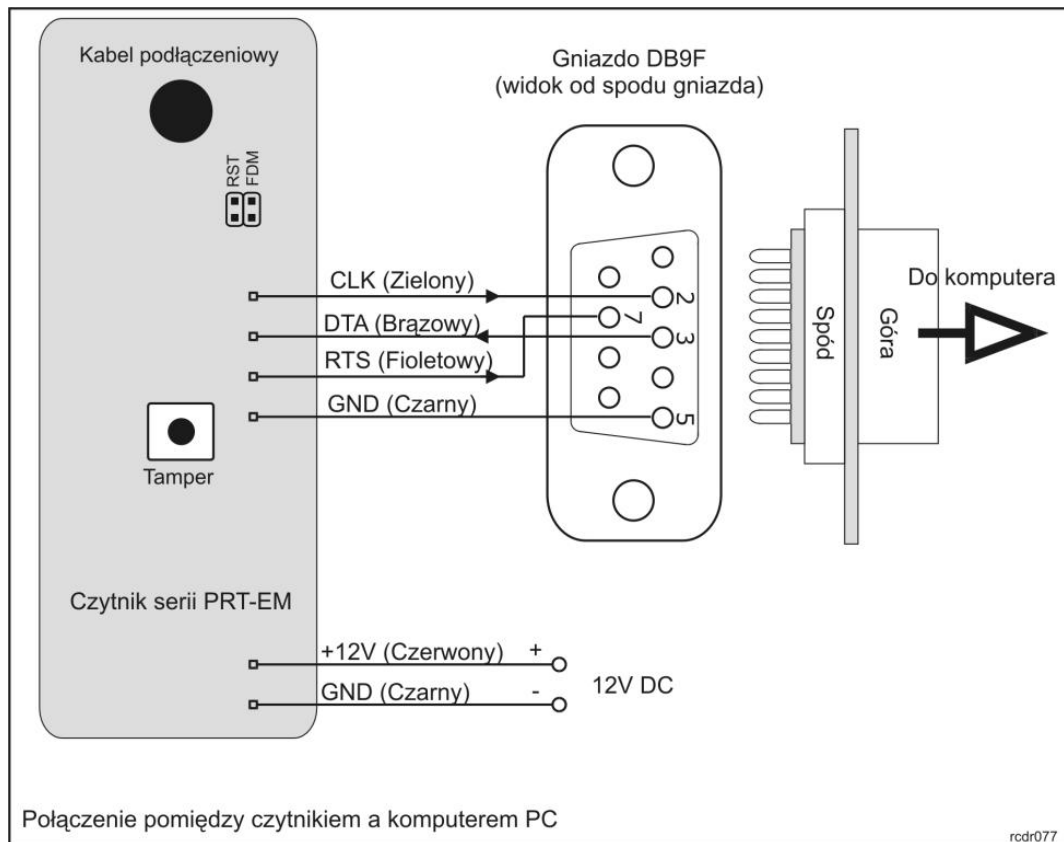 Kabel podłączeniowy
RST
FDM
Gniazdo DB9F
(widok od spodu gniazda)
CLK (Zielony)
DTA (Brązowy)
RTS (Fioletowy)
GND (Czarny)
2
7
3
5
Spód
Góra
Do komputera
Tamper
Czytnik serii PRT-EM
+12V (Czerwony) +
GND (Czarny) -
12V DC
Połączenie pomiędzy czytnikiem a komputerem PC
rcdr077